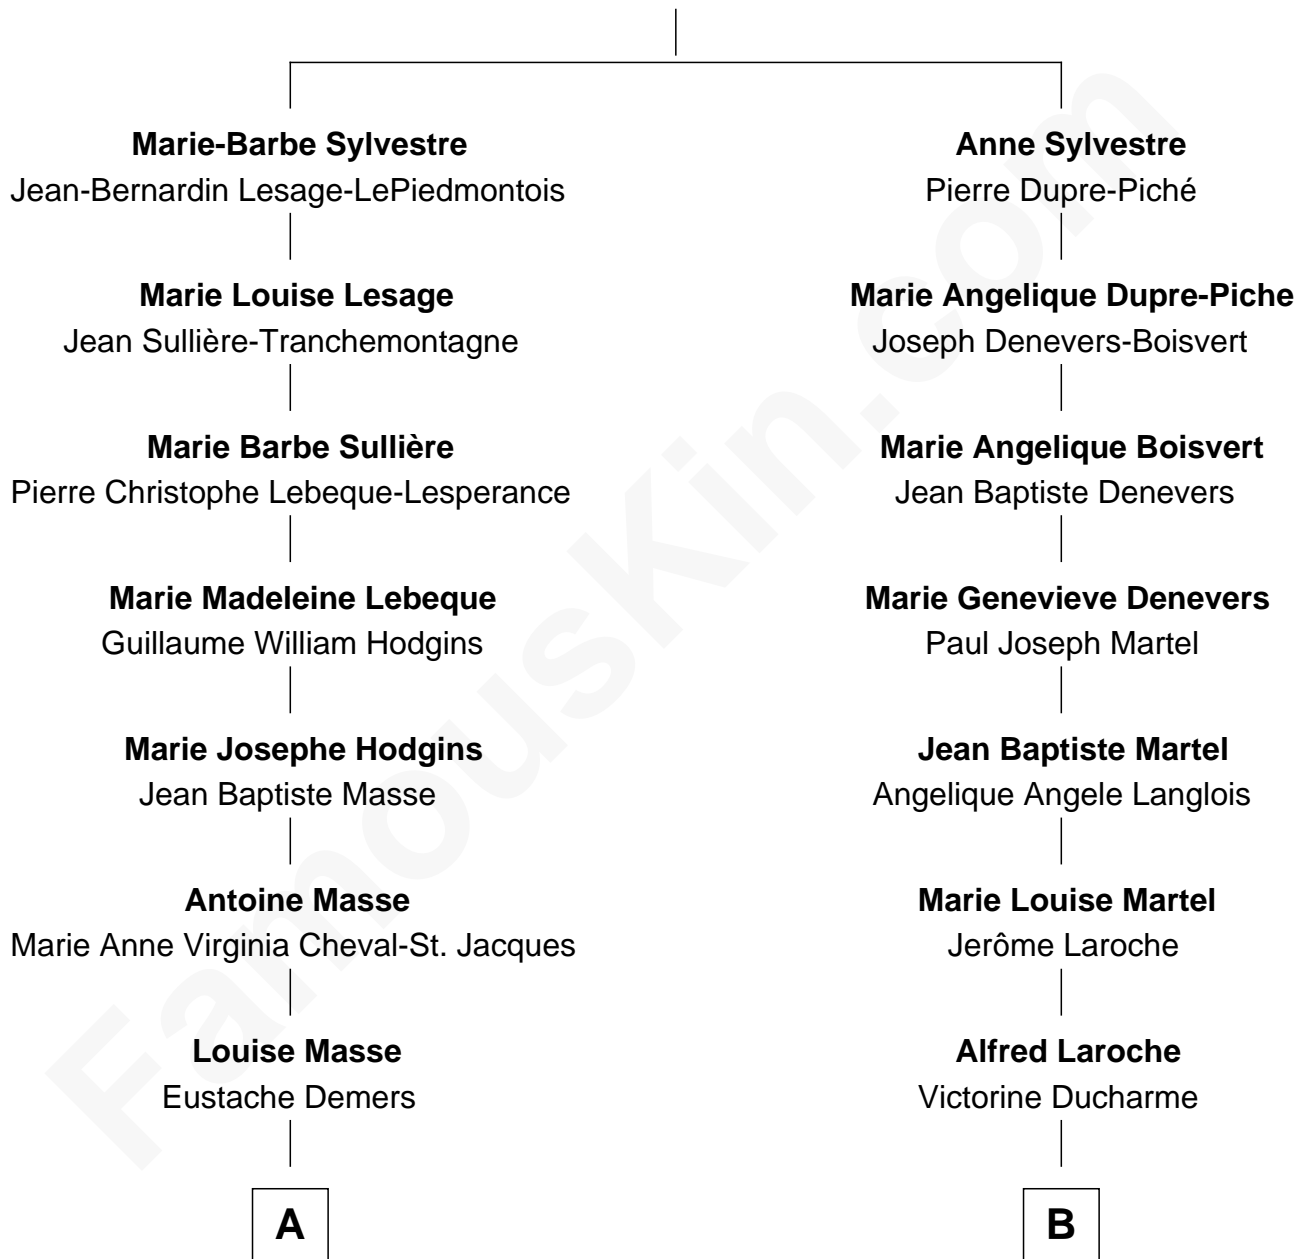 Marie-Barbe Sylvestre
Jean-Bernardin Lesage-LePiedmontois
Marie Louise Lesage
Jean Sullière-Tranchemontagne
Marie Barbe Sullière
Pierre Christophe Lebeque-Lesperance
Marie Madeleine Lebeque
Guillaume William Hodgins
Marie Josephe Hodgins
Jean Baptiste Masse
Antoine Masse
Marie Anne Virginia Cheval-St. Jacques
Louise Masse
Eustache Demers
A
Anne Sylvestre
Pierre Dupre-Piché
Marie Angelique Dupre-Piche
Joseph Denevers-Boisvert
Marie Angelique Boisvert
Jean Baptiste Denevers
Marie Genevieve Denevers
Paul Joseph Martel
Jean Baptiste Martel
Angelique Angele Langlois
Marie Louise Martel
Jerôme Laroche
Alfred Laroche
Victorine Ducharme
B
FamousKin.com